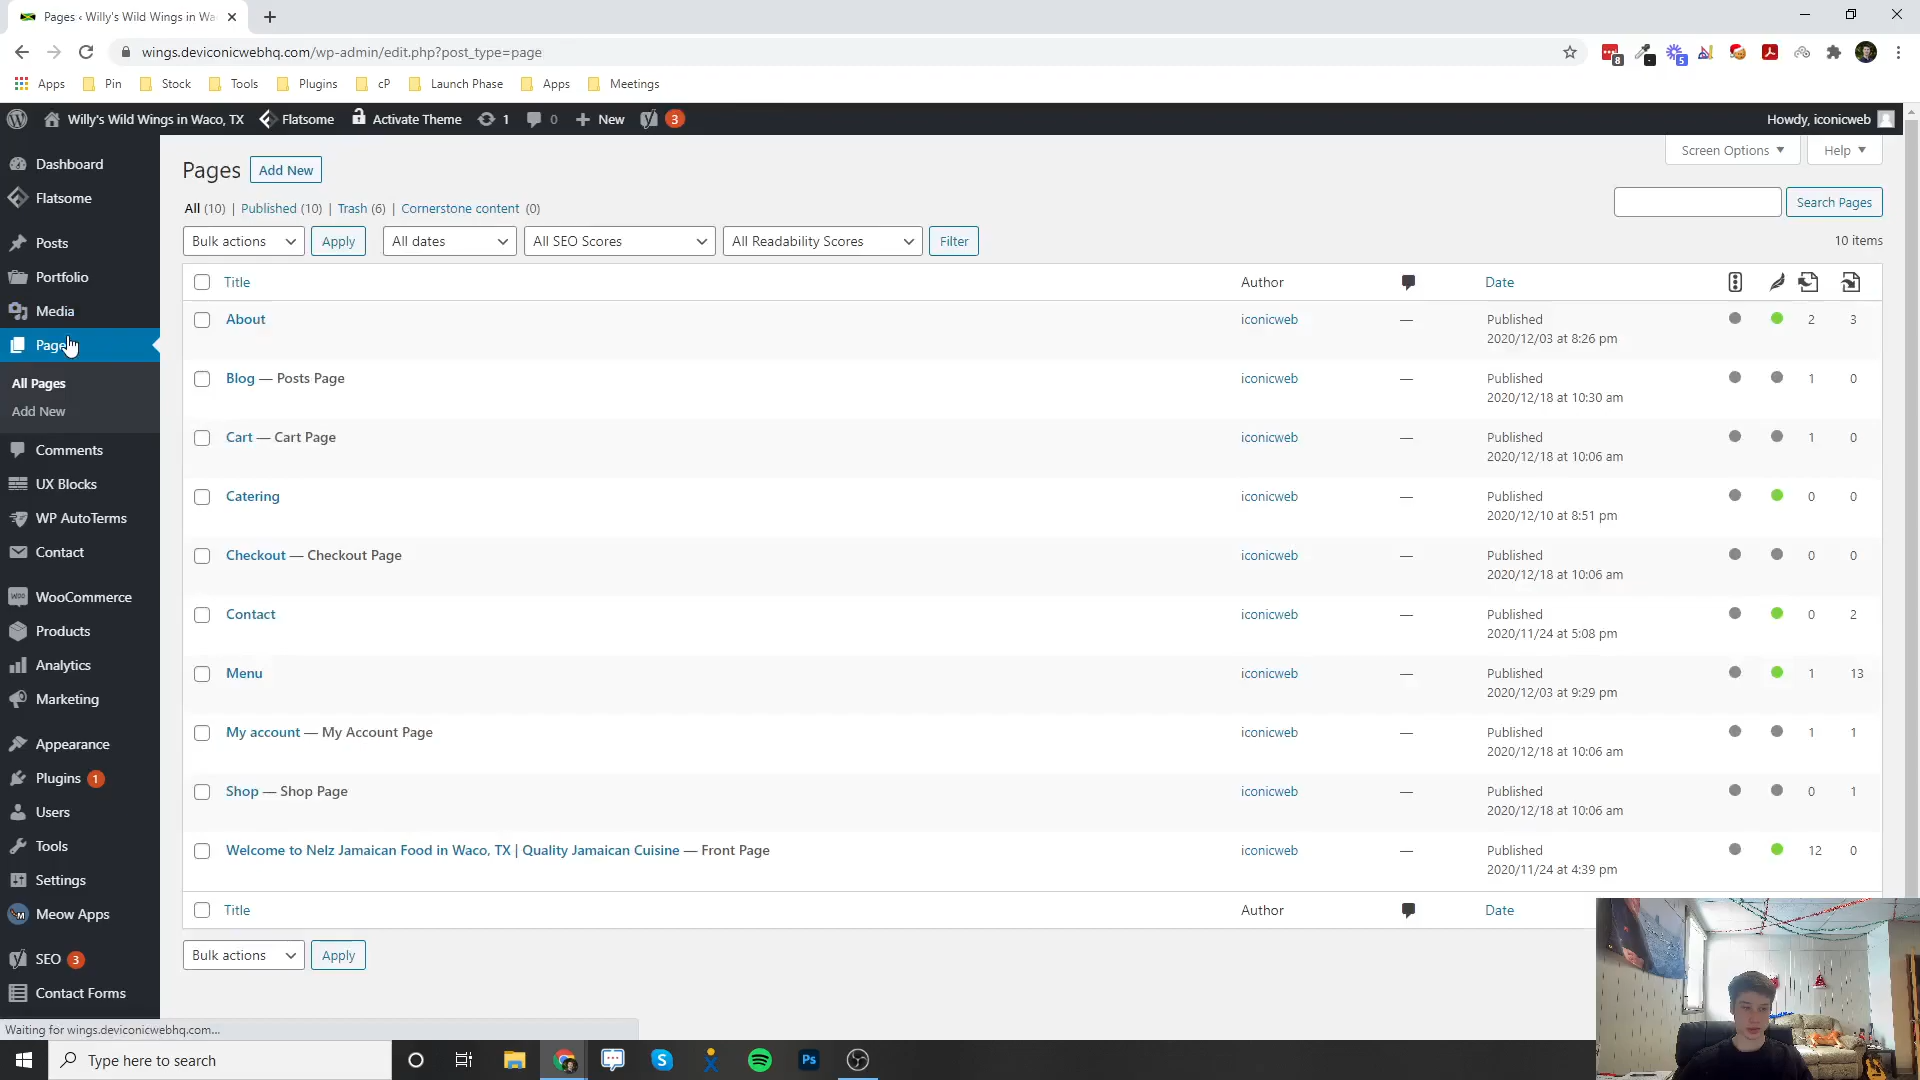 Pages ‹ Willy's Wild Wings in Wa
wings.deviconicwebhq.com/wp-admin/edit.php?post_type=page
8
5
Apps Pin Stock Tools Plugins cP Launch Phase Apps Meetings
Willy's Wild Wings in Waco, TX Flatsome Activate Theme 1 0 New 3 Howdy, iconicweb
Dashboard
Flatsome
Posts
Portfolio
Media
Page
All Pages
Add New
Comments
UX Blocks
WP AutoTerms
Contact
WooCommerce
Products
Analytics
Marketing
Appearance
Plugins 1
Users
Tools
Settings
Meow Apps
SEO 3
Contact Forms
Screen Options Help
Pages Add New
All (10) | Published (10) | Trash (6) | Cornerstone content (0)
Search Pages
Bulk actions Apply All dates All SEO Scores All Readability Scores Filter
10 items
Title Author Date
About iconicweb — Published 2 3
2020/12/03 at 8:26 pm
Blog — Posts Page iconicweb — Published 1 0
2020/12/18 at 10:30 am
Cart — Cart Page iconicweb — Published 1 0
2020/12/18 at 10:06 am
Catering iconicweb — Published 0 0
2020/12/10 at 8:51 pm
Checkout — Checkout Page iconicweb — Published 0 0
2020/12/18 at 10:06 am
Contact iconicweb — Published 0 2
2020/11/24 at 5:08 pm
Menu iconicweb — Published 1 13
2020/12/03 at 9:29 pm
My account — My Account Page iconicweb — Published 1 1
2020/12/18 at 10:06 am
Shop — Shop Page iconicweb — Published 0 1
2020/12/18 at 10:06 am
Welcome to Nelz Jamaican Food in Waco, TX | Quality Jamaican Cuisine — Front Page iconicweb — Published 12 0
2020/11/24 at 4:39 pm
Title Author Date
Bulk actions Apply
Waiting for wings.deviconicwebhq.com...
Type here to search
S
Ps